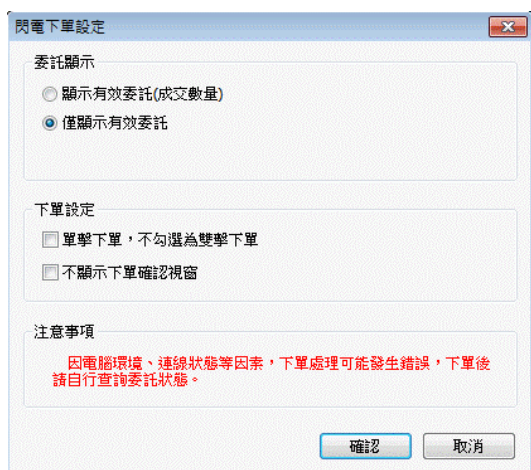 閃電下單設定
委託顯示
顯示有效委託(成交數量)
僅顯示有效委託
下單設定
單擊下單，不勾選為雙擊下單
不顯示下單確認視窗
注意事項
因電腦環境、連線狀態等因素，下單處理可能發生錯誤，下單後
請自行查詢委託狀態。
確認
取消